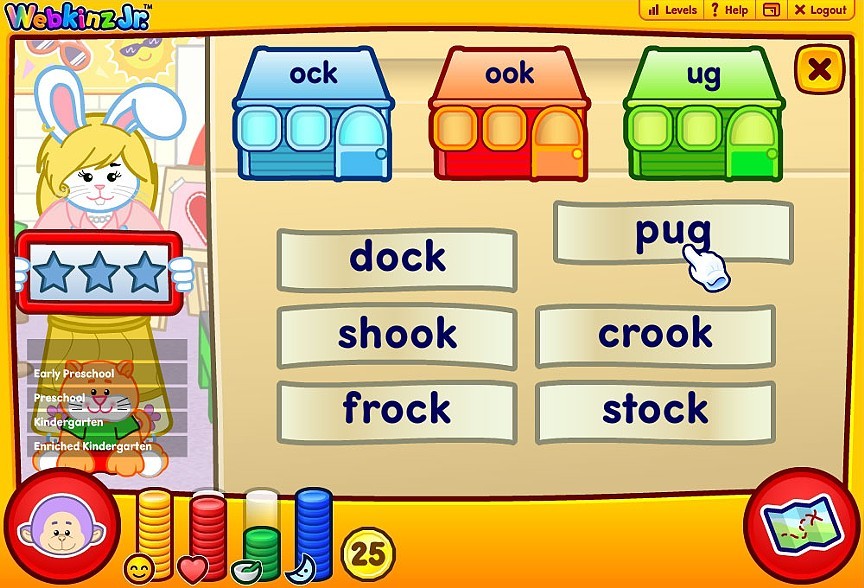 Webkinz Jr.™
Levels ? Help X Logout
ock ook ug
dock pug
shook crook
frock stock
Early Preschool
Preschool
Kindergarten
Enriched Kindergarten
25